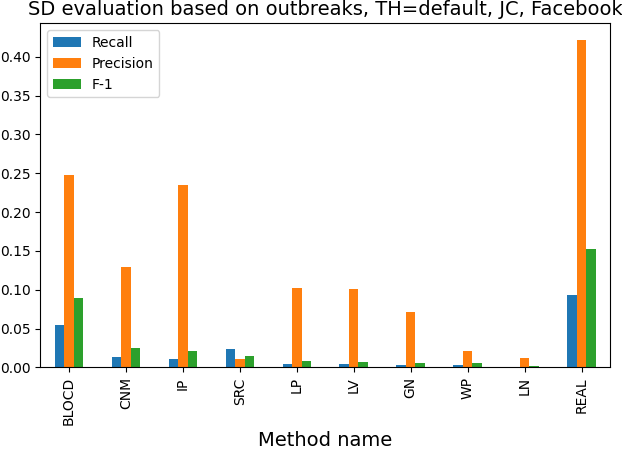 SD evaluation based on outbreaks, TH=default, JC, Facebook
Recall
Precision
F-1
0.40
0.35
0.30
0.25
0.20
0.15
0.10
0.05
0.00
BLOCD
CNM
IP
SRC
LP
LV
GN
WP
LN
REAL
Method name